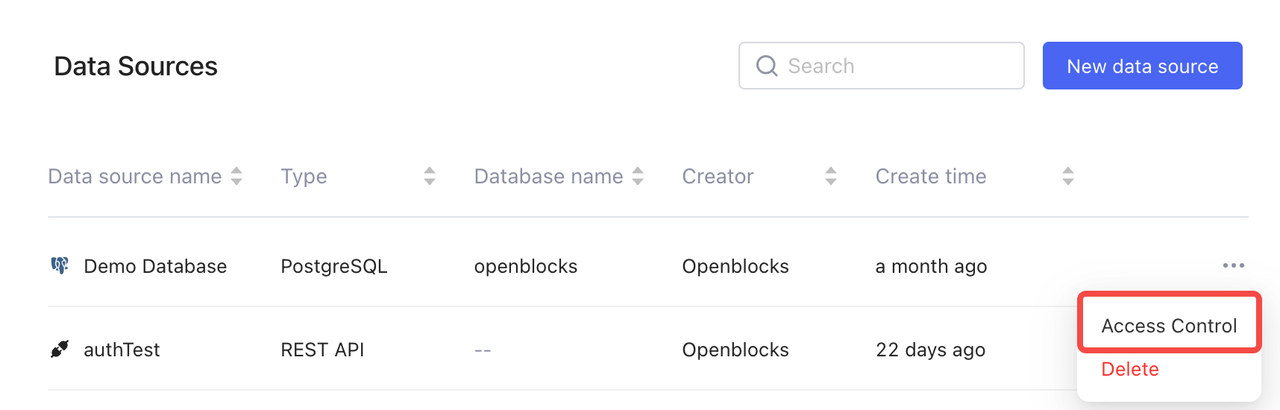 Data Sources
Search
New data source
Data source name Type Database name Creator Create time
Demo Database PostgreSQL openblocks Openblocks a month ago
Access Control
authTest REST API -- Openblocks 22 days ago
Delete